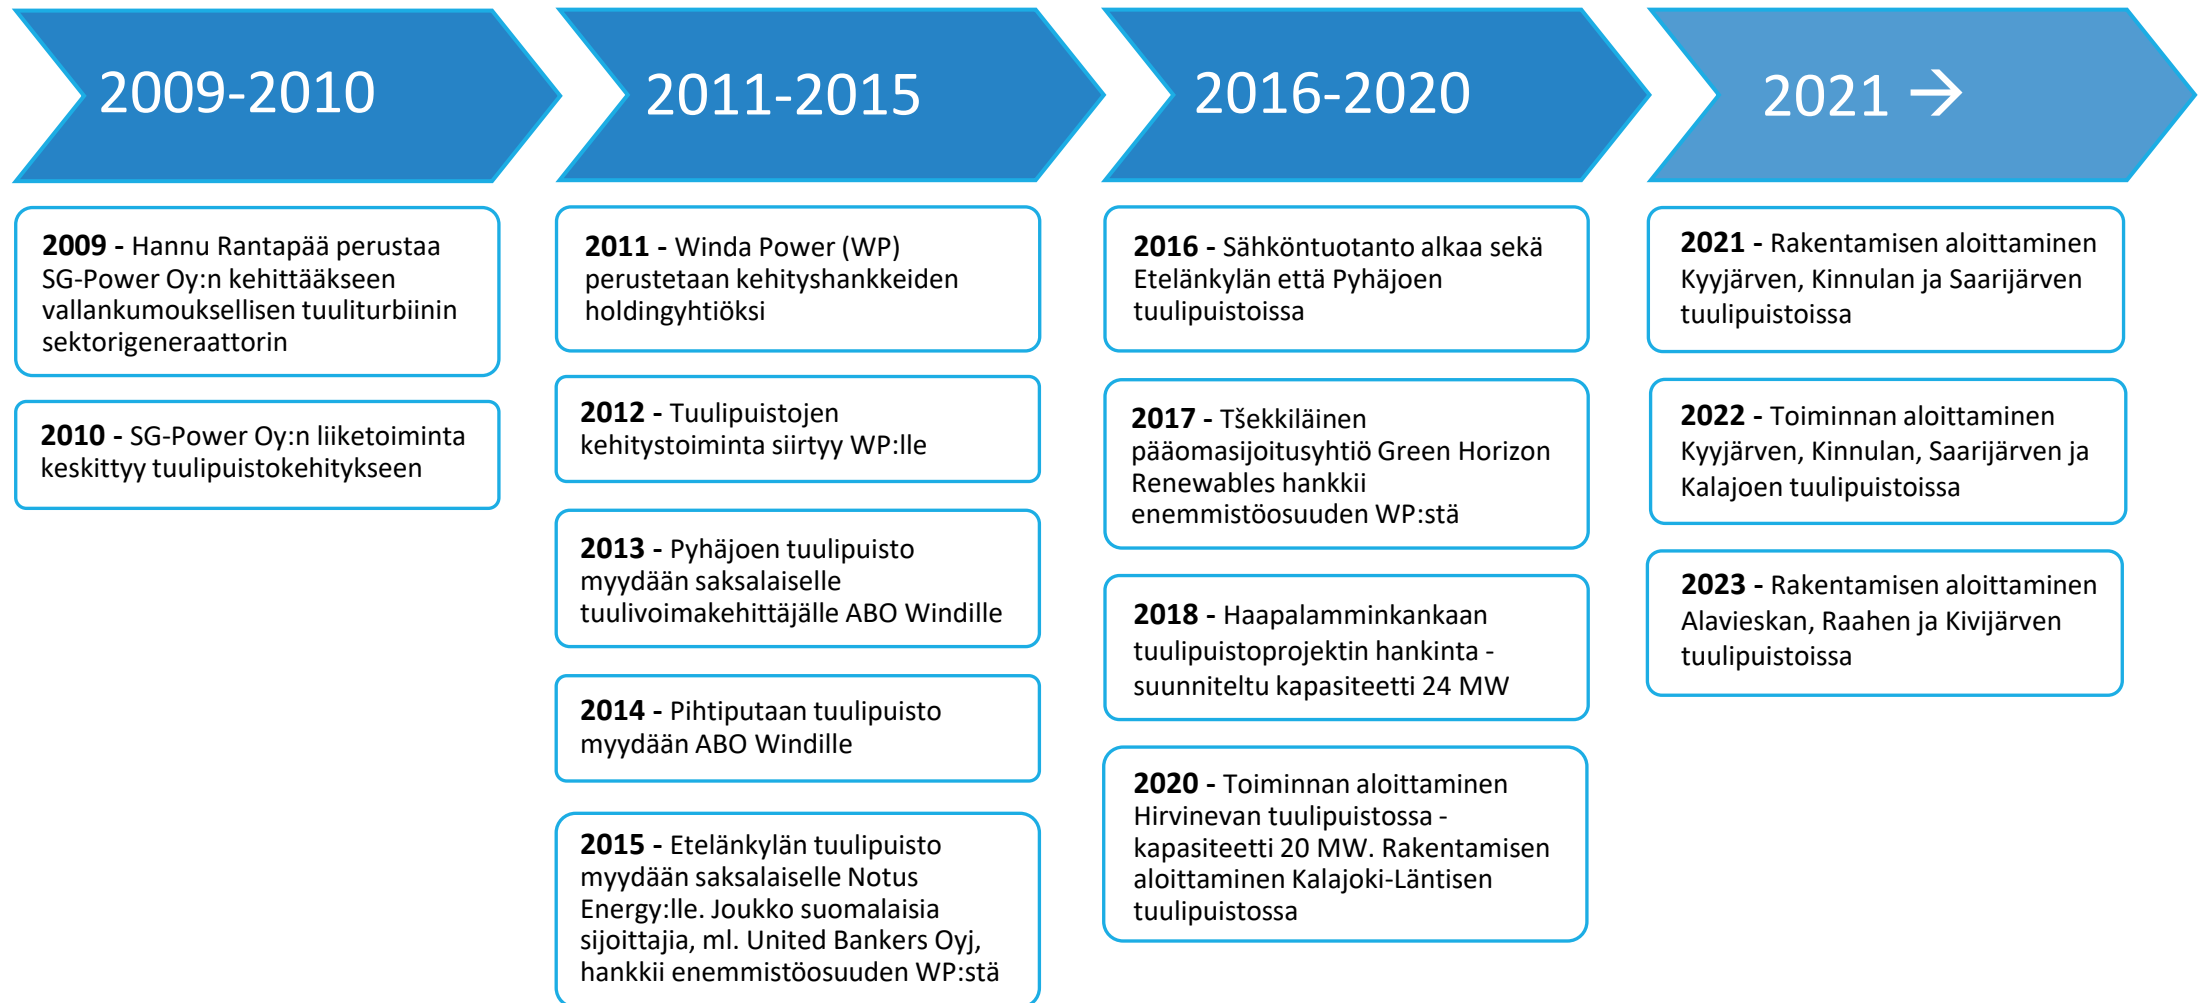 2009-2010
2009 - Hannu Rantapää perustaa
SG-Power Oy:n kehittääkseen
vallankumouksellisen tuuliturbiinin
sektorigeneraattorin
2010 - SG-Power Oy:n liiketoiminta
keskittyy tuulipuistokehitykseen
2011-2015
2011 - Winda Power (WP)
perustetaan kehityshankkeiden
holdingyhtiöksi
2012 - Tuulipuistojen
kehitystoiminta siirtyy WP:lle
2013 - Pyhäjoen tuulipuisto
myydään saksalaiselle
tuulivoimakehittäjälle ABO Windille
2014 - Pihtiputaan tuulipuisto
myydään ABO Windille
2015 - Etelänkylän tuulipuisto
myydään saksalaiselle Notus
Energy:lle. Joukko suomalaisia
sijoittajia, ml. United Bankers Oyj,
hankkii enemmistöosuuden WP:stä
2016-2020
2016 - Sähköntuotanto alkaa sekä
Etelänkylän että Pyhäjoen
tuulipuistoissa
2017 - Tšekkiläinen
pääomasijoitusyhtiö Green Horizon
Renewables hankkii
enemmistöosuuden WP:stä
2018 - Haapalamminkankaan
tuulipuistoprojektin hankinta -
suunniteltu kapasiteetti 24 MW
2020 - Toiminnan aloittaminen
Hirvinevan tuulipuistossa -
kapasiteetti 20 MW. Rakentamisen
aloittaminen Kalajoki-Läntisen
tuulipuistossa
2021 →
2021 - Rakentamisen aloittaminen
Kyyjärven, Kinnulan ja Saarijärven
tuulipuistoissa
2022 - Toiminnan aloittaminen
Kyyjärven, Kinnulan, Saarijärven ja
Kalajoen tuulipuistoissa
2023 - Rakentamisen aloittaminen
Alavieskan, Raahen ja Kivijärven
tuulipuistoissa